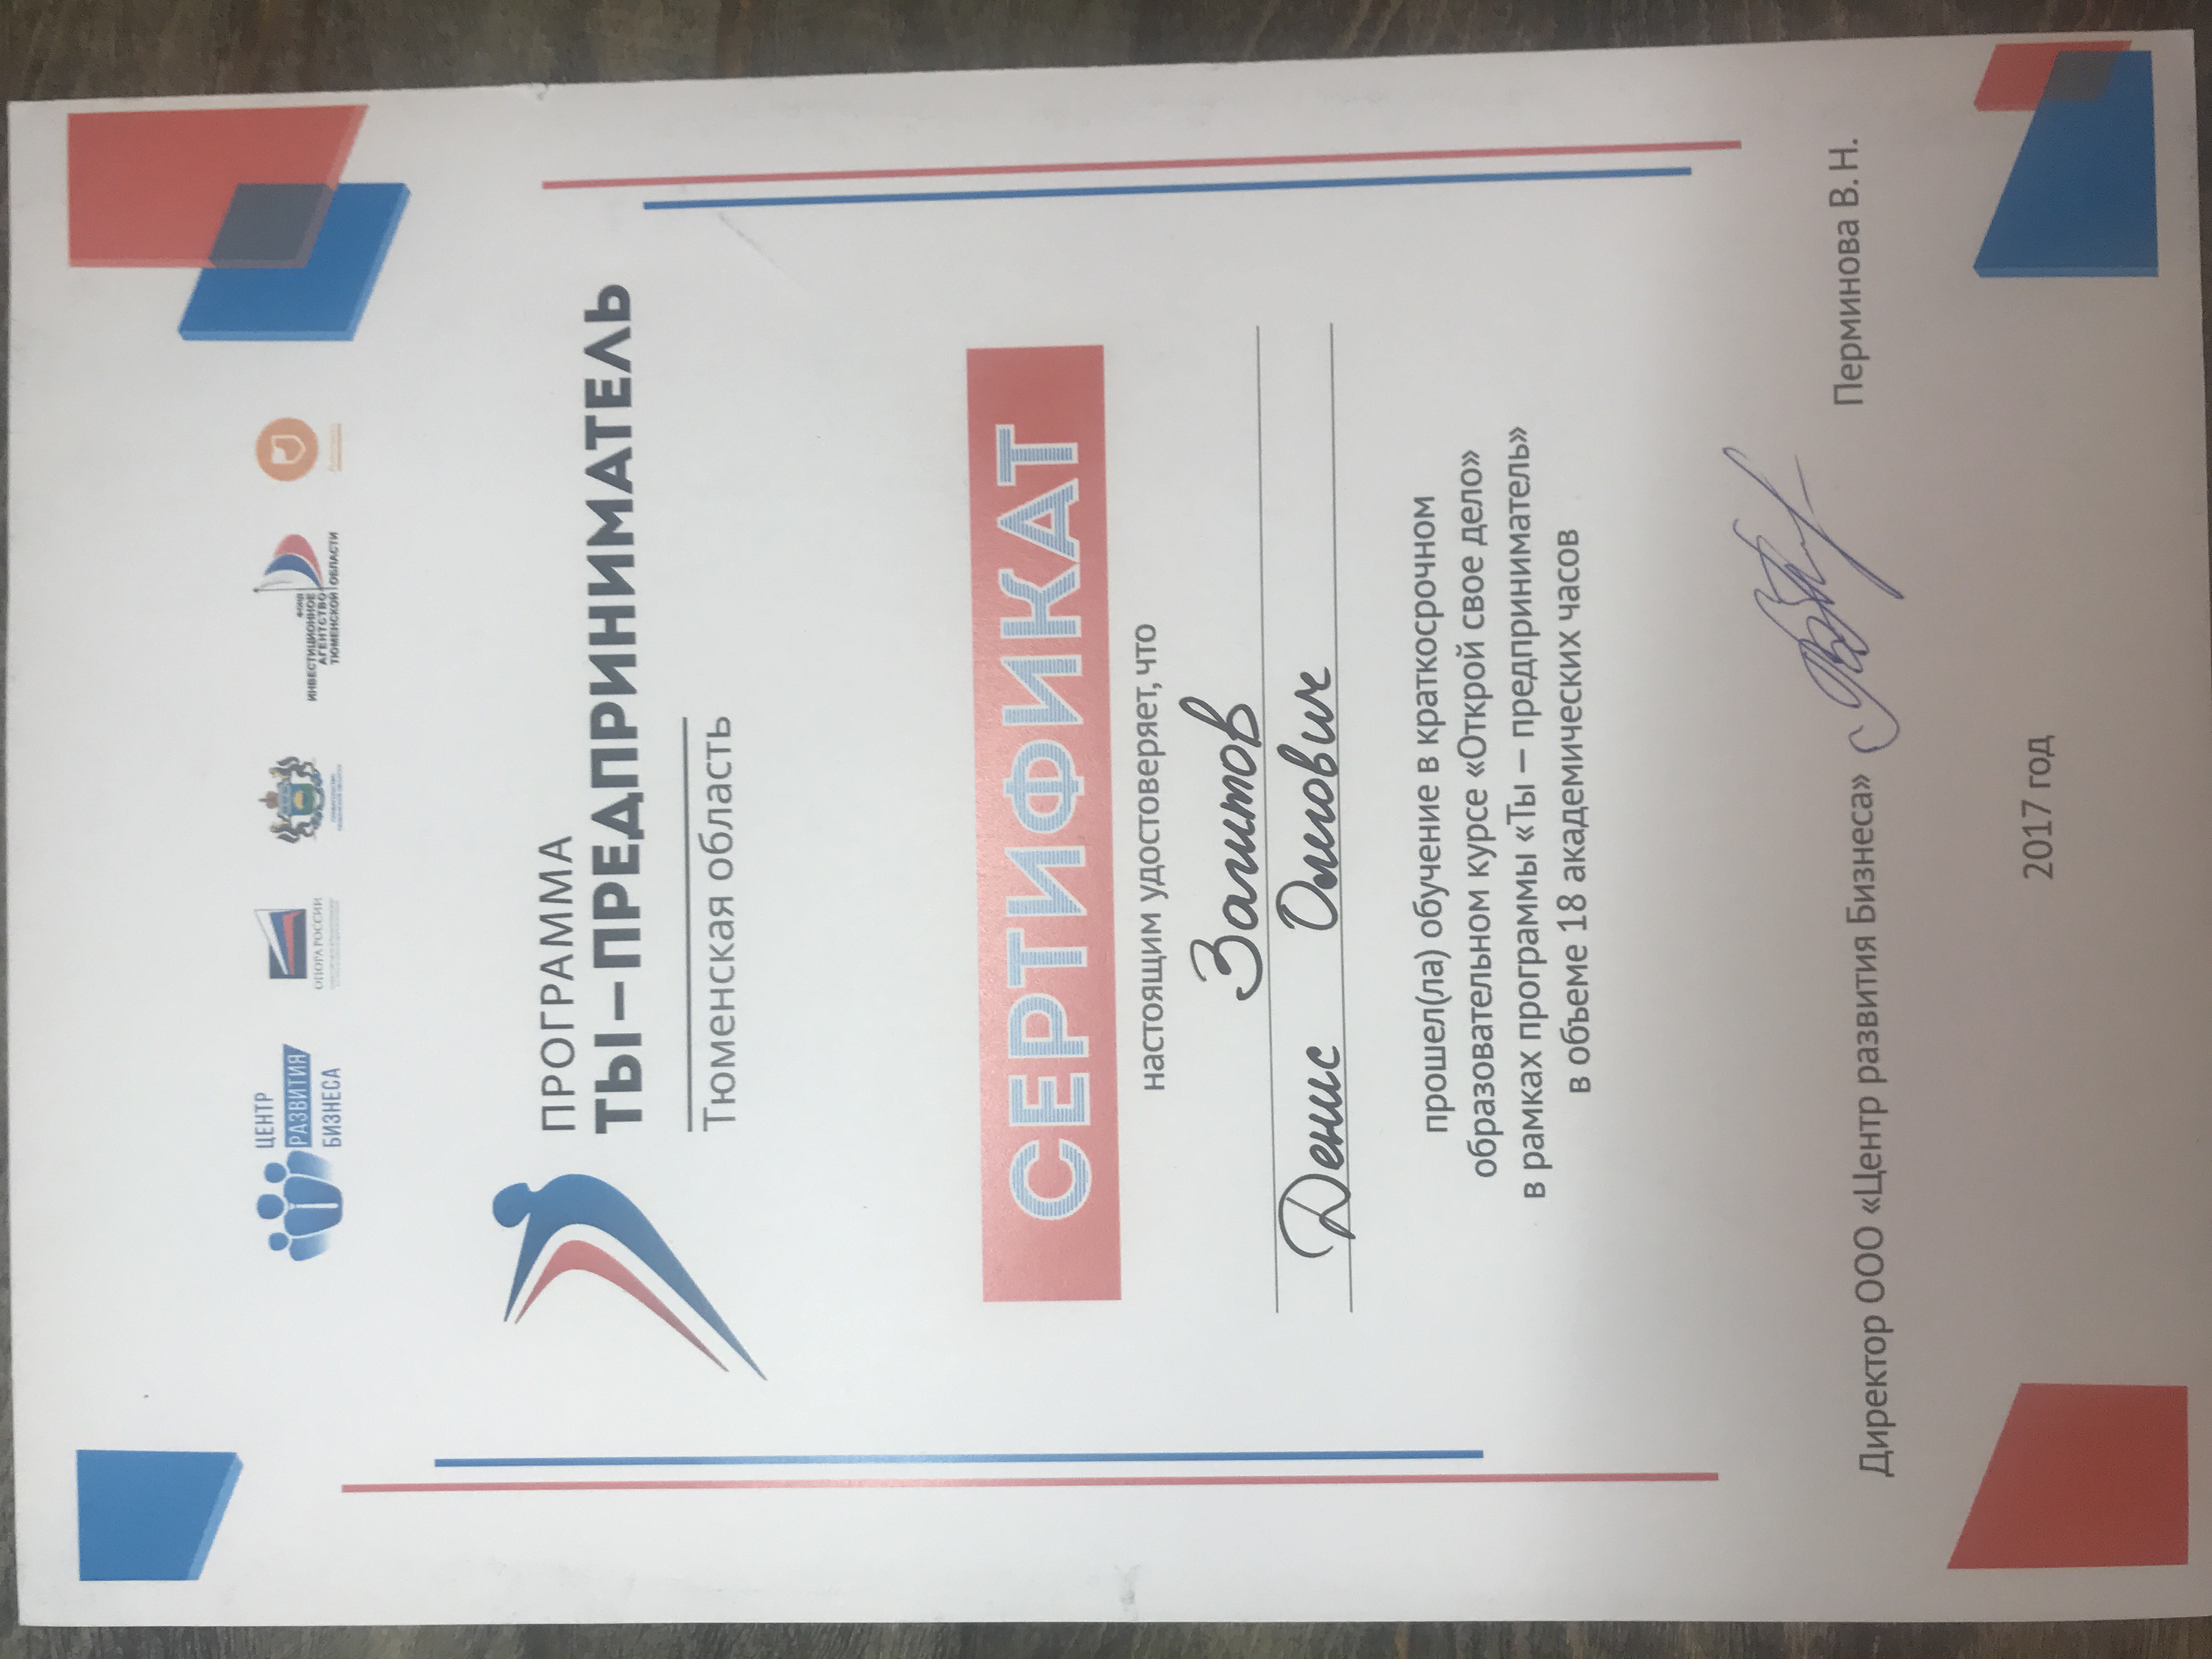 ЦЕНТР
РАЗВИТИЯ
БИЗНЕСА
ОПОРА РОССИИ
ФОНД
ИНВЕСТИЦИОННОЕ
АГЕНТСТВО
ТЮМЕНСКОЙ ОБЛАСТИ
ПРОГРАММА
ТЫ – ПРЕДПРИНИМАТЕЛЬ
Тюменская область
СЕРТИФИКАТ
настоящим удостоверяет, что
Загитов
Денис Олегович
прошел(ла) обучение в краткосрочном
образовательном курсе «Открой свое дело»
в рамках программы «Ты — предприниматель»
в объеме 18 академических часов
Директор ООО «Центр развития Бизнеса» Перминова В. Н.
2017 год